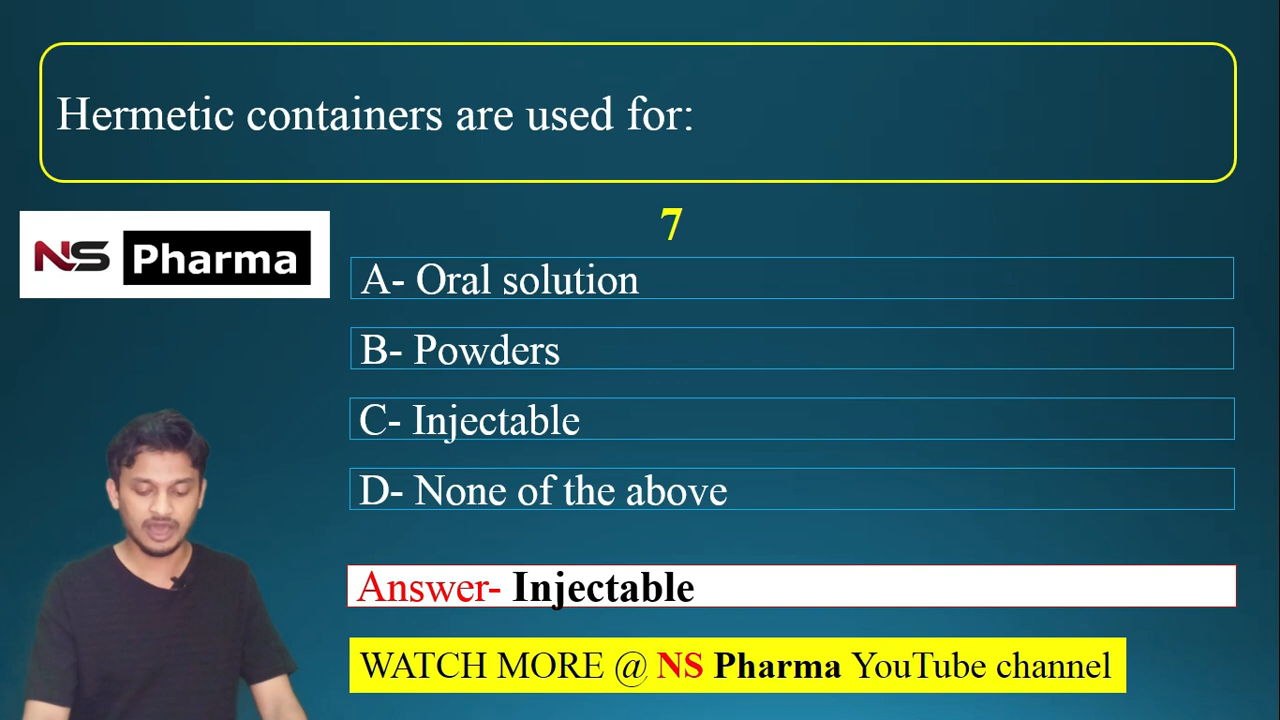 Hermetic containers are used for:
7
NS Pharma
A- Oral solution
B- Powders
C- Injectable
D- None of the above
Answer- Injectable
WATCH MORE @ NS Pharma YouTube channel